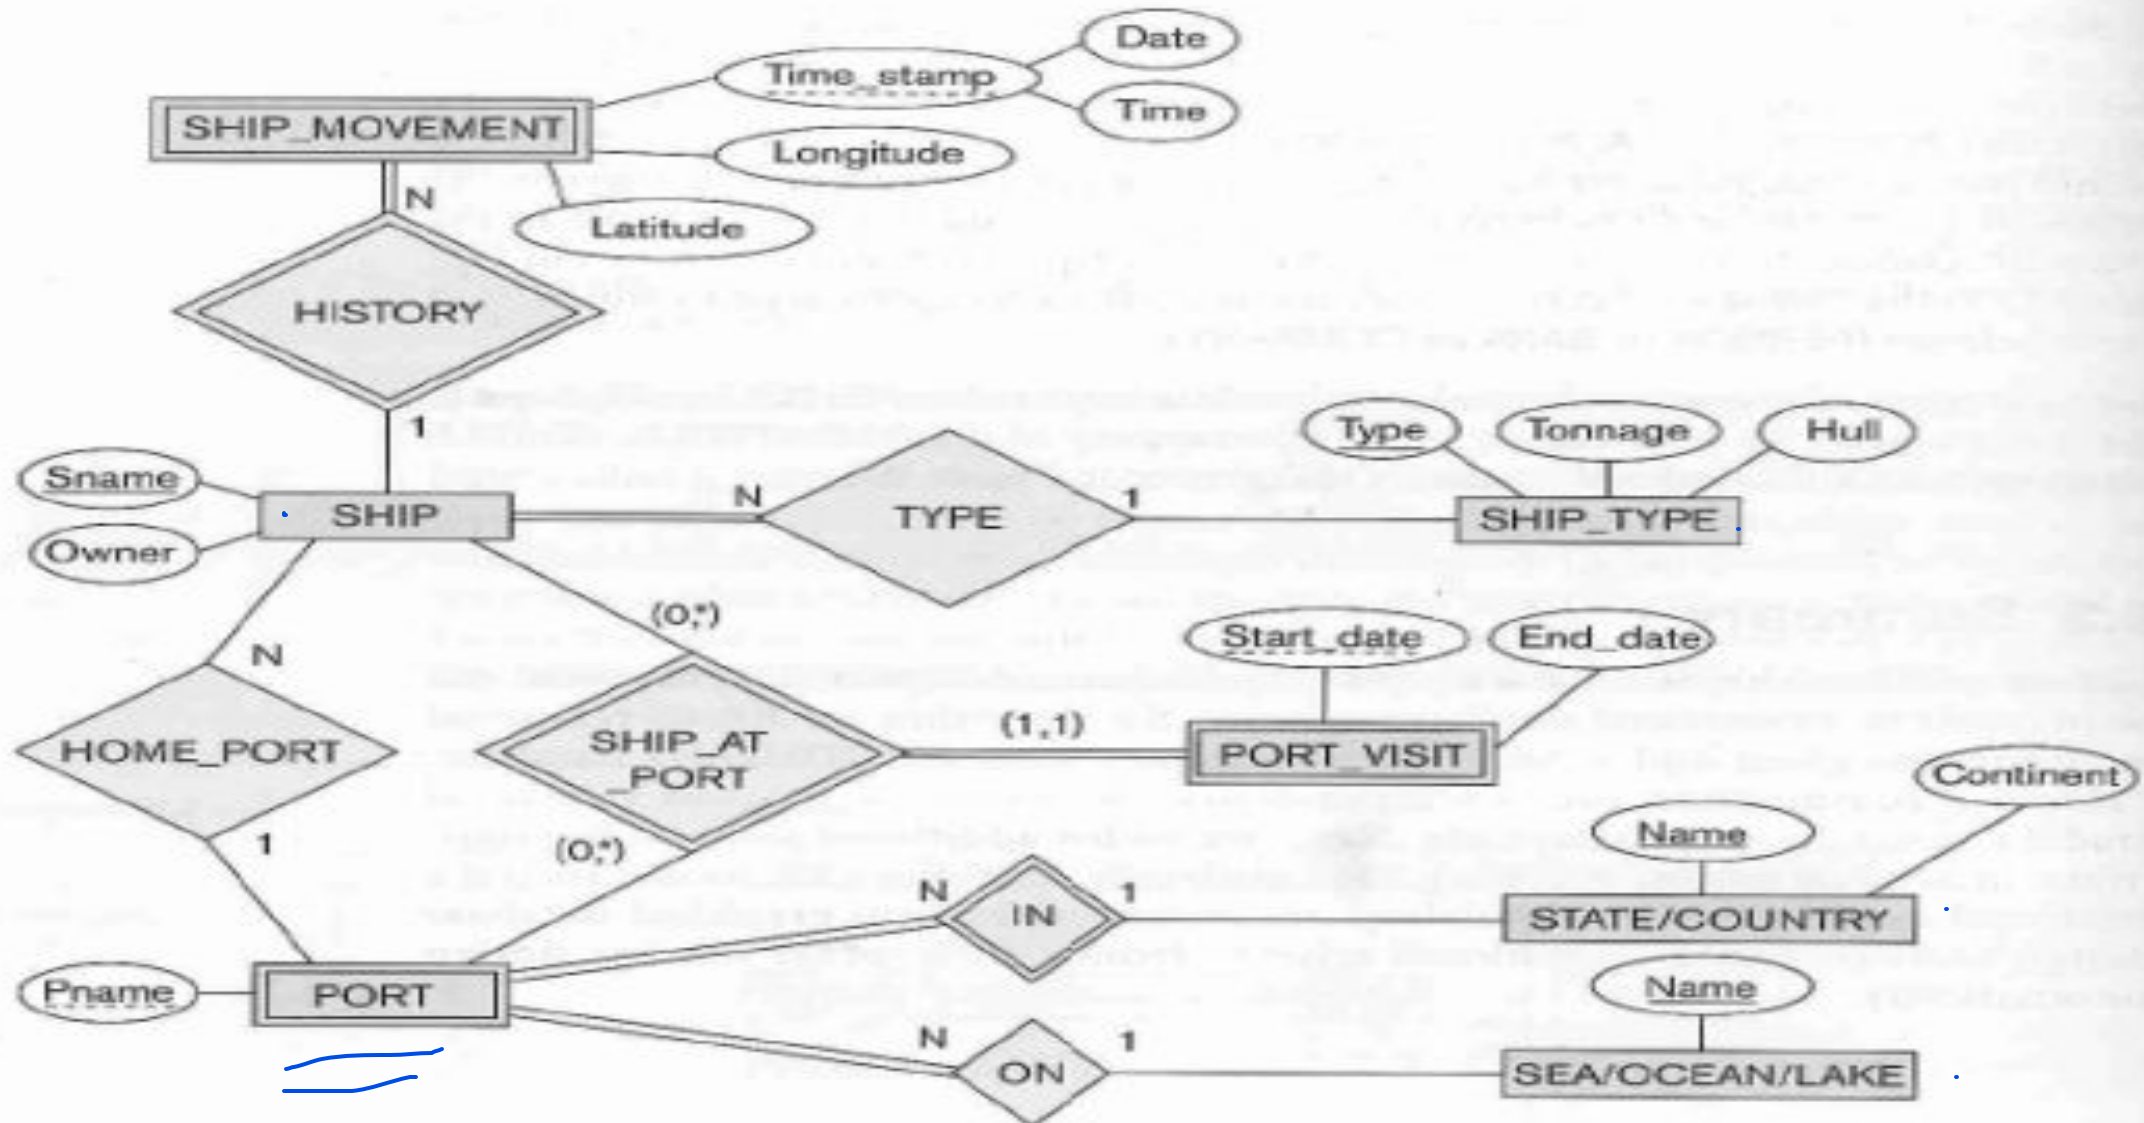 Date
Time_stamp
Time
SHIP_MOVEMENT
Longitude
N
Latitude
HISTORY
1
Type
Tonnage
Hull
Sname
SHIP
N
TYPE
1
SHIP_TYPE
Owner
(0,*)
Start_date
End_date
N
HOME_PORT
SHIP_AT
_PORT
(1,1)
PORT_VISIT
Continent
1
(0,*)
Name
N
IN
1
STATE/COUNTRY
Pname
PORT
Name
N
ON
1
SEA/OCEAN/LAKE